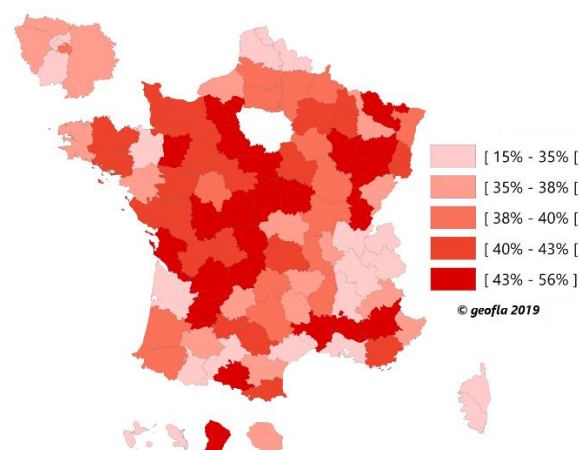 [ 15% - 35% [
[ 35% - 38% [
[ 38% - 40% [
[ 40% - 43% [
[ 43% - 56% ]
© geofla 2019